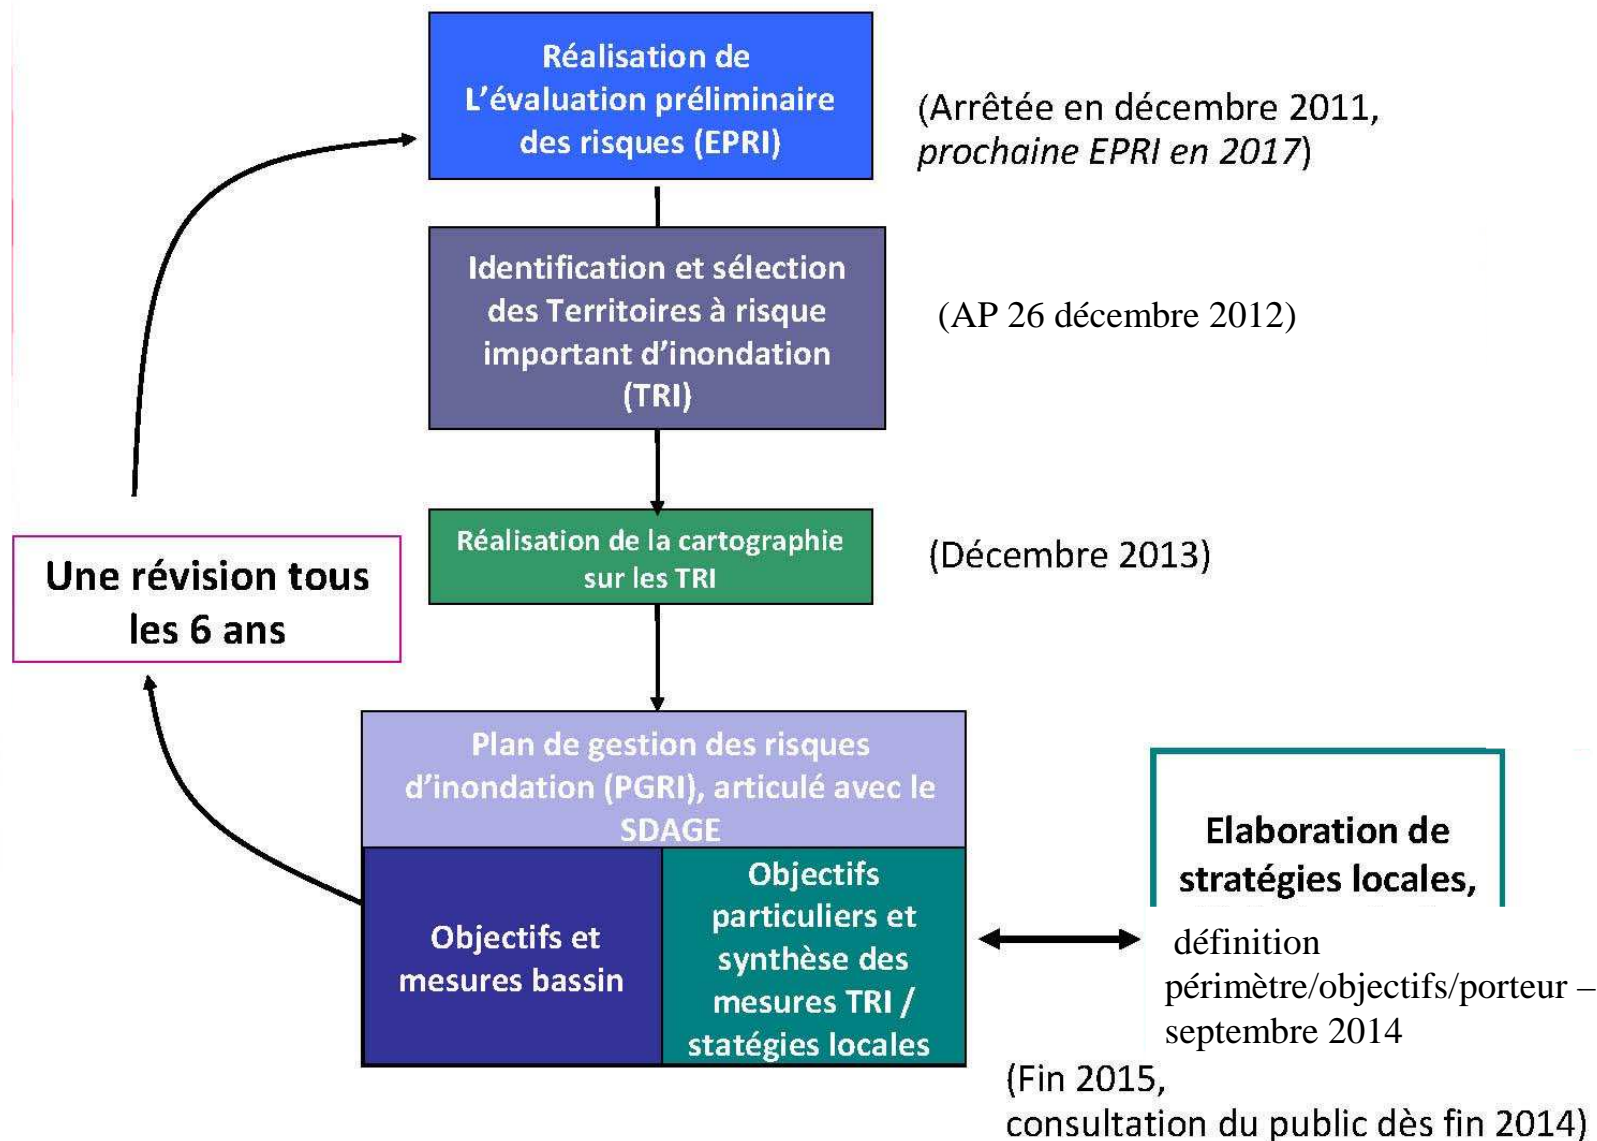 Réalisation de
L'évaluation préliminaire
des risques (EPRI)
(Arrêtée en décembre 2011,
prochaine EPRI en 2017)
Identification et sélection
des Territoires à risque
important d'inondation
(TRI)
(AP 26 décembre 2012)
Réalisation de la cartographie
sur les TRI
(Décembre 2013)
Une révision tous
les 6 ans
Plan de gestion des risques
d'inondation (PGRI), articulé avec le
SDAGE
Objectifs et
mesures bassin
Objectifs
particuliers et
synthèse des
mesures TRI /
statégies locales
Elaboration de
stratégies locales,
définition
périmètre/objectifs/porteur –
septembre 2014
(Fin 2015,
consultation du public dès fin 2014)